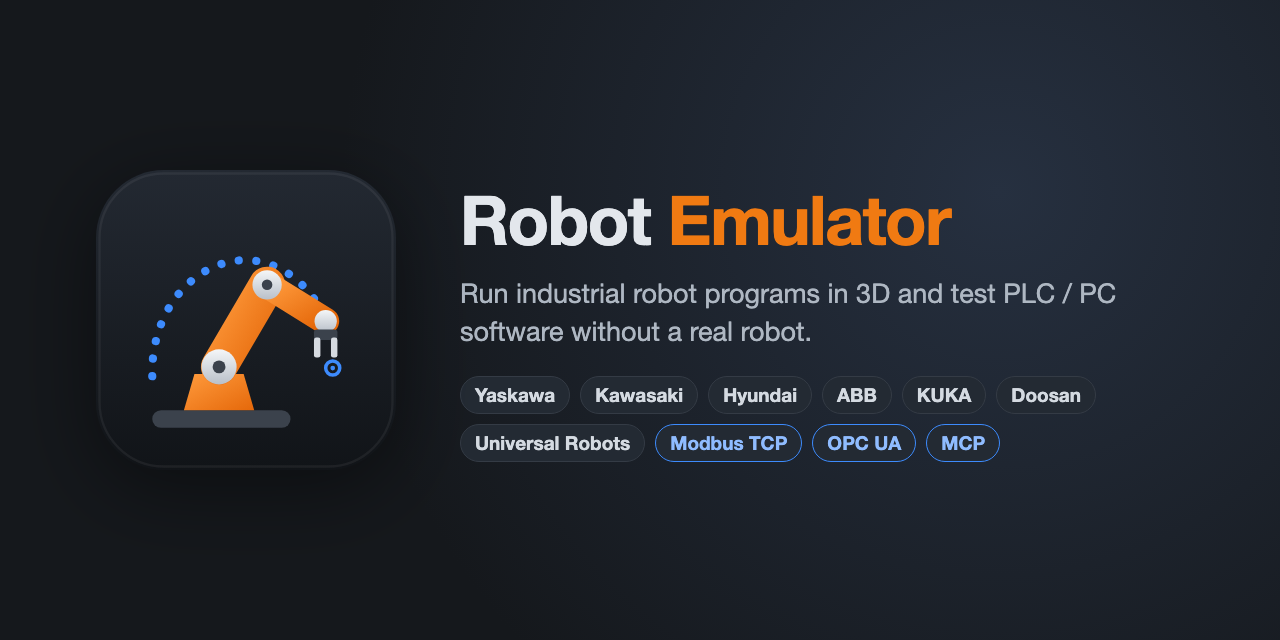 Robot Emulator
Run industrial robot programs in 3D and test PLC / PC
software without a real robot.
Yaskawa Kawasaki Hyundai ABB KUKA Doosan
Universal Robots Modbus TCP OPC UA MCP